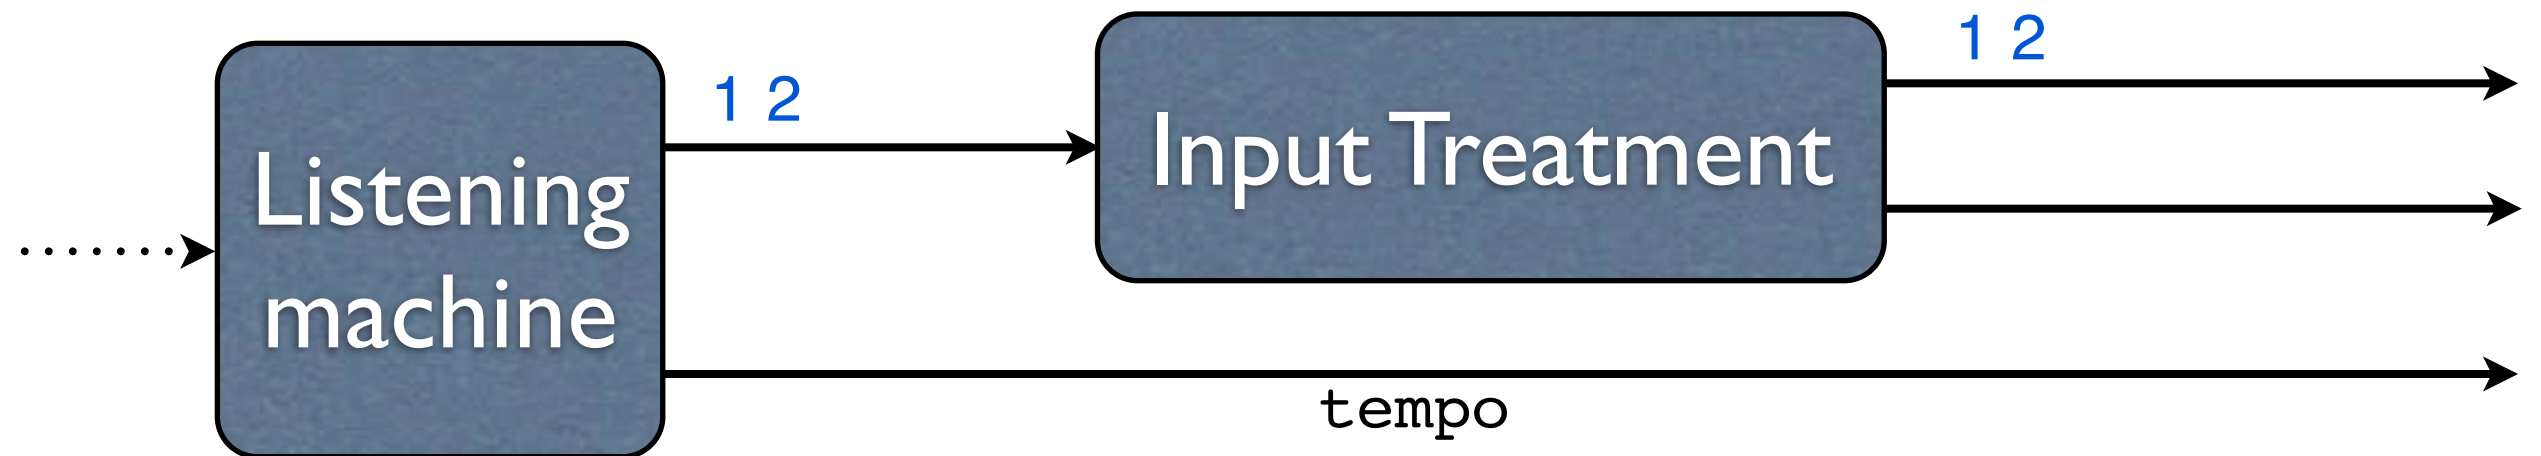 1 2
Listening
machine
1 2
Input Treatment
tempo